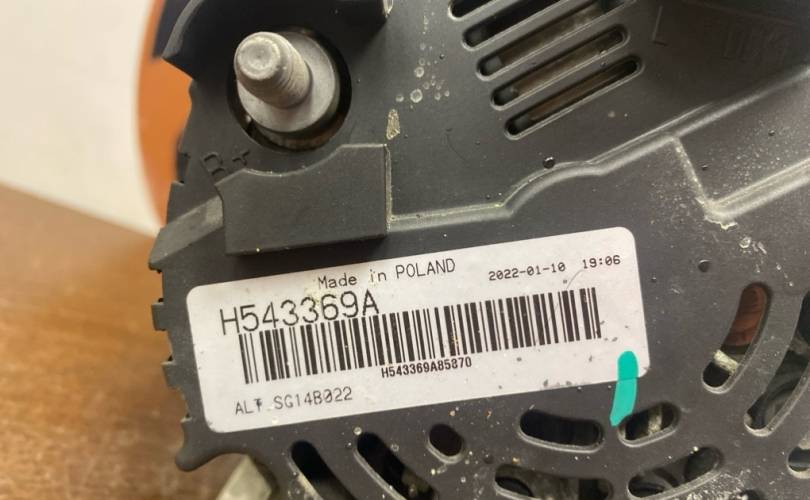 B+
Made in POLAND 2022-01-10 19:06
H543369A
H543369A85870
ALT.SG14B022